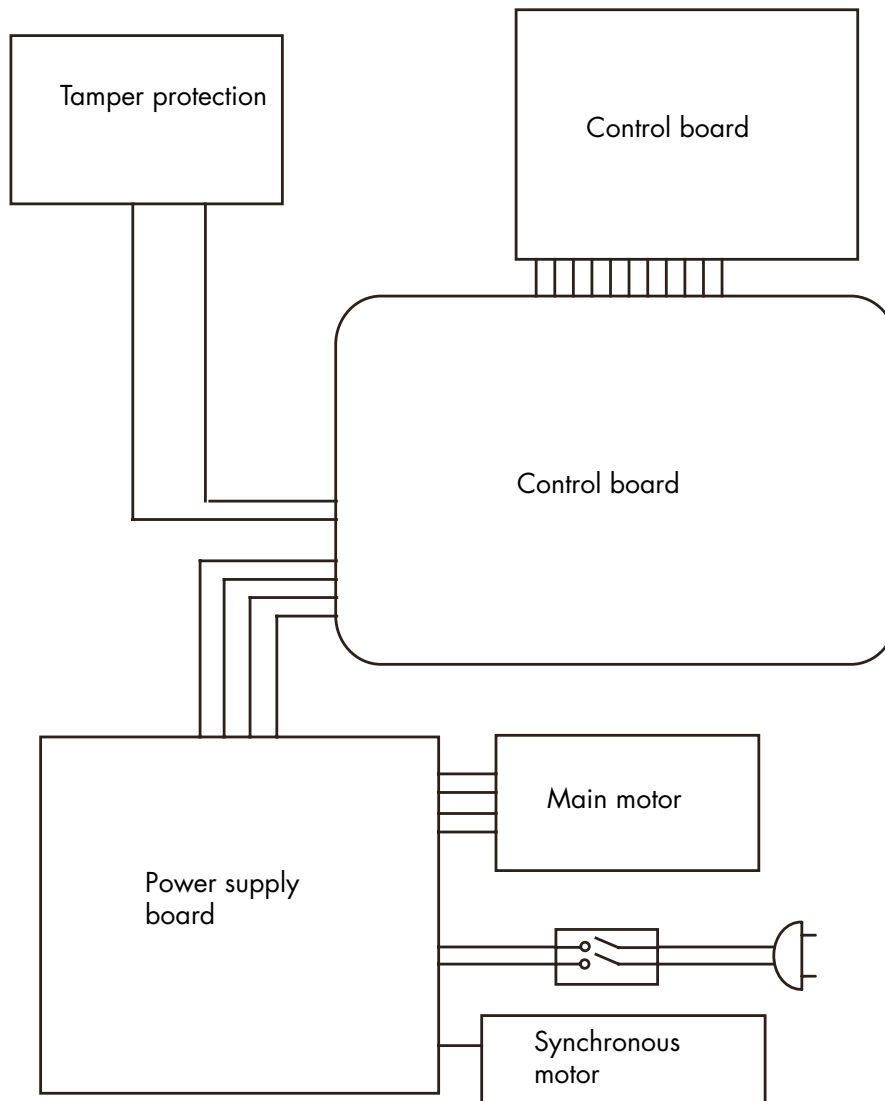 Tamper protection
Control board
Control board
Main motor
Power supply
board
Synchronous
motor